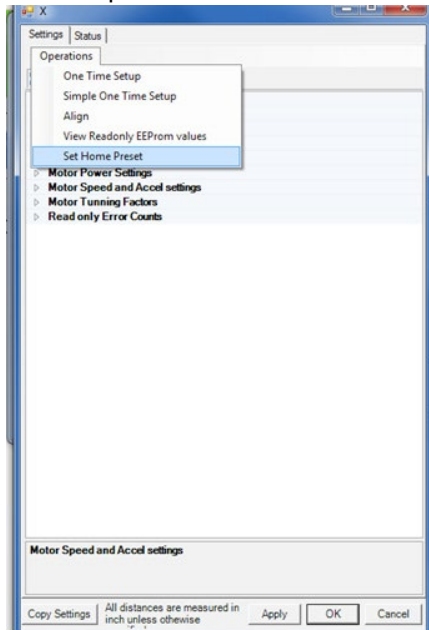 X
Settings Status
Operations
One Time Setup
Simple One Time Setup
Align
View Readonly EEProm values
Set Home Preset
Motor Power Settings
Motor Speed and Accel settings
Motor Tunning Factors
Read only Error Counts
Motor Speed and Accel settings
Copy Settings
All distances are measured in
inch unless othewise
Apply OK Cancel